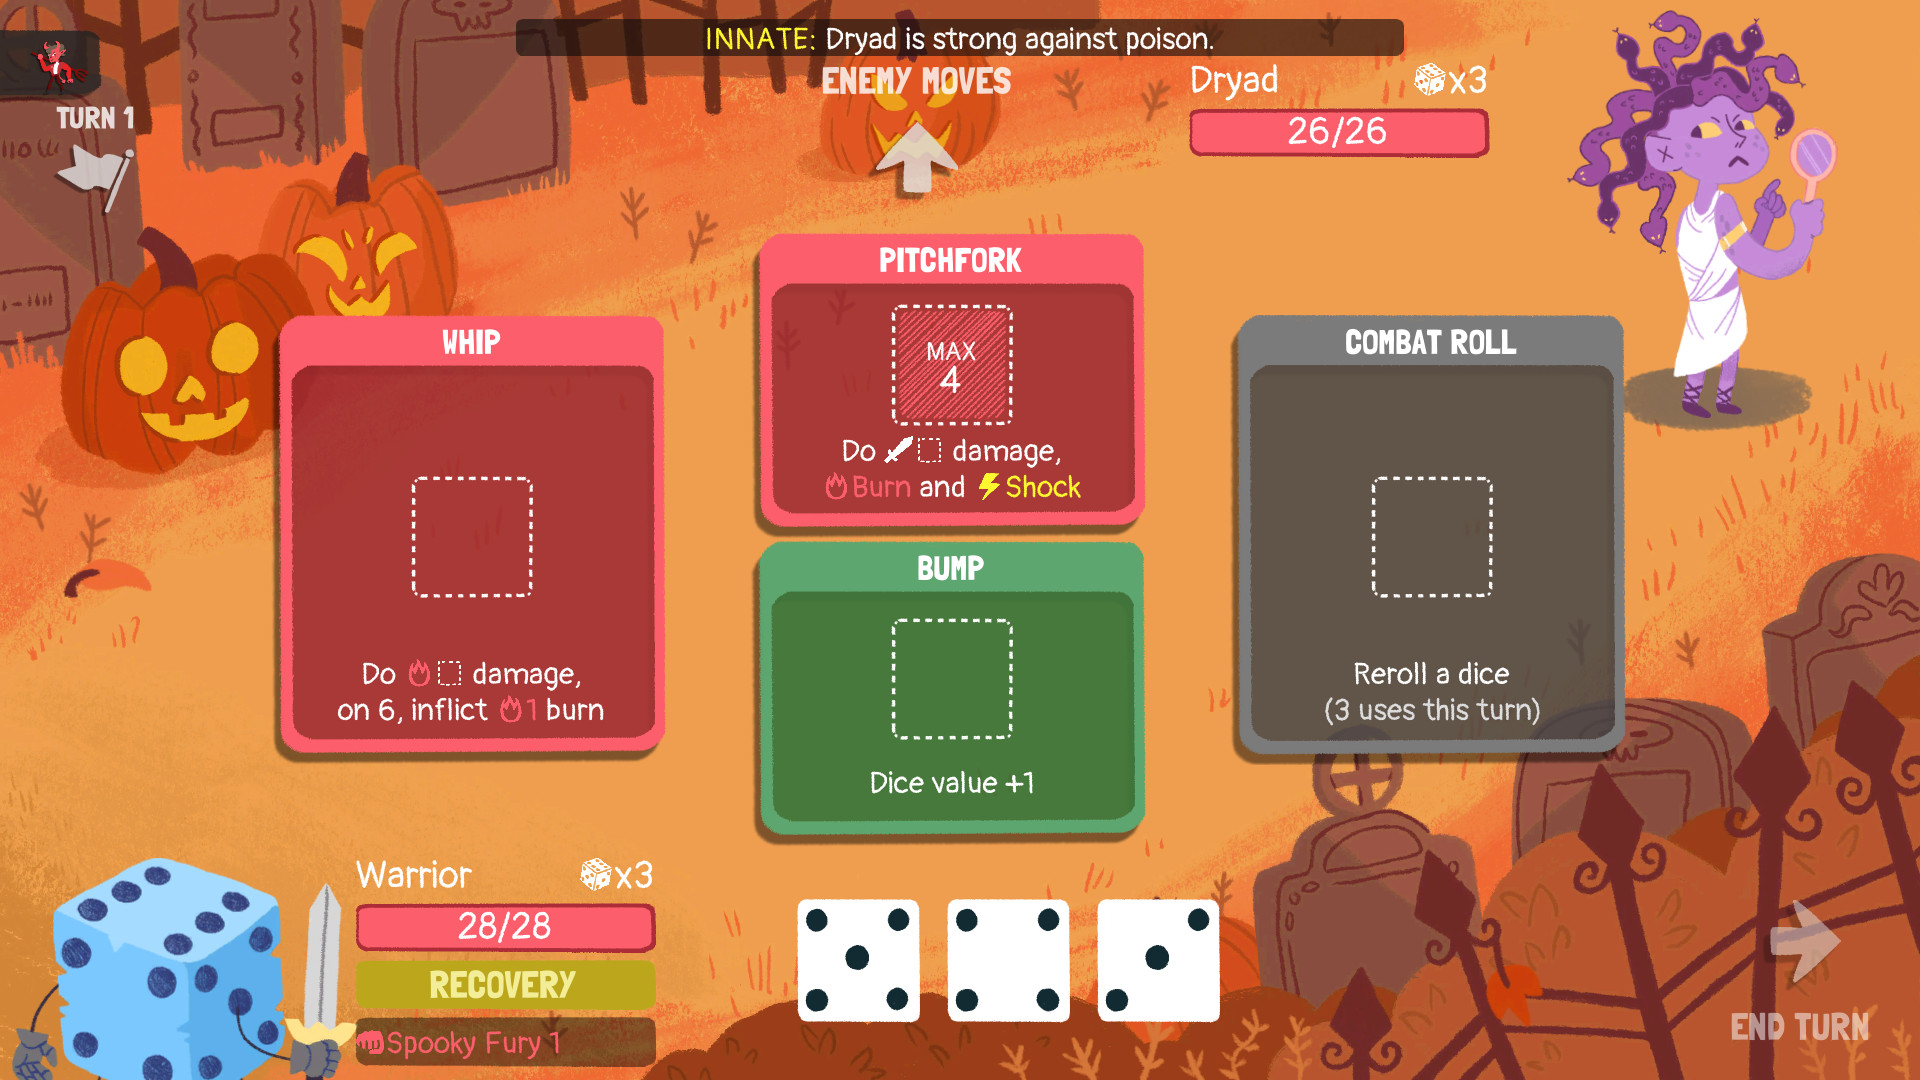 INNATE: Dryad is strong against poison.
ENEMY MOVES
Dryad
x3
26/26
TURN 1
WHIP
Do damage,
on 6, inflict 1 burn
PITCHFORK
MAX
4
Do damage,
Burn and Shock
BUMP
Dice value +1
COMBAT ROLL
Reroll a dice
(3 uses this turn)
Warrior
x3
28/28
RECOVERY
Spooky Fury 1
END TURN